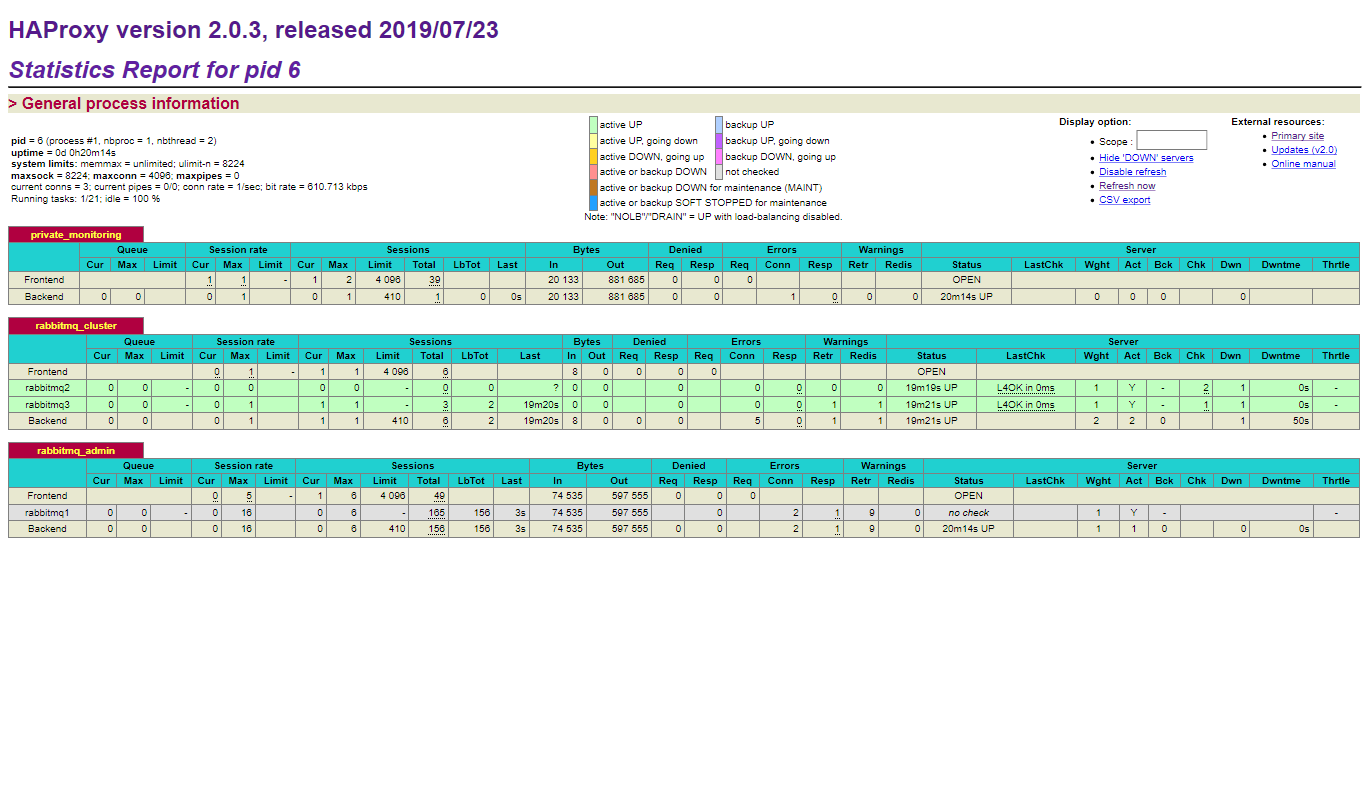 HAProxy version 2.0.3, released 2019/07/23
Statistics Report for pid 6
> General process information
pid = 6 (process #1, nbproc = 1, nbthread = 2)
uptime = 0d 0h20m14s
system limits: memmax = unlimited; ulimit-n = 8224
maxsock = 8224; maxconn = 4096; maxpipes = 0
current conns = 3; current pipes = 0/0; conn rate = 1/sec; bit rate = 610.713 kbps
Running tasks: 1/21; idle = 100 %
active UP backup UP
active UP, going down backup UP, going down
active DOWN, going up backup DOWN, going up
active or backup DOWN not checked
active or backup DOWN for maintenance (MAINT)
active or backup SOFT STOPPED for maintenance
Note: "NOLB"/"DRAIN" = UP with load-balancing disabled.
Display option:
Scope :
Hide 'DOWN' servers
Disable refresh
Refresh now
CSV export
External resources:
Primary site
Updates (v2.0)
Online manual
private_monitoring
Queue Session rate Sessions Bytes Denied Errors Warnings Server
Cur Max Limit Cur Max Limit Cur Max Limit Total LbTot Last In Out Req Resp Req Conn Resp Retr Redis Status LastChk Wght Act Bck Chk Dwn Dwntme Thrtle
Frontend 1 1 - 1 2 4 096 39 20 133 881 685 0 0 0 OPEN
Backend 0 0 0 1 0 1 410 1 0 0s 20 133 881 685 0 0 1 0 0 0 20m14s UP 0 0 0 0
rabbitmq_cluster
Queue Session rate Sessions Bytes Denied Errors Warnings Server
Cur Max Limit Cur Max Limit Cur Max Limit Total LbTot Last In Out Req Resp Req Conn Resp Retr Redis Status LastChk Wght Act Bck Chk Dwn Dwntme Thrtle
Frontend 0 1 - 1 1 4 096 6 8 0 0 0 0 OPEN
rabbitmq2 0 0 - 0 0 0 0 - 0 0 ? 0 0 0 0 0 0 0 19m19s UP L4OK in 0ms 1 Y - 2 1 0s -
rabbitmq3 0 0 - 0 1 1 1 - 3 2 19m20s 0 0 0 0 0 1 1 19m21s UP L4OK in 0ms 1 Y - 1 1 0s -
Backend 0 0 0 1 1 1 410 6 2 19m20s 8 0 0 0 5 0 1 1 19m21s UP 2 2 0 1 50s
rabbitmq_admin
Queue Session rate Sessions Bytes Denied Errors Warnings Server
Cur Max Limit Cur Max Limit Cur Max Limit Total LbTot Last In Out Req Resp Req Conn Resp Retr Redis Status LastChk Wght Act Bck Chk Dwn Dwntme Thrtle
Frontend 0 5 - 1 6 4 096 49 74 535 597 555 0 0 0 OPEN
rabbitmq1 0 0 - 0 16 0 6 - 165 156 3s 74 535 597 555 0 2 1 9 0 no check 1 Y - -
Backend 0 0 0 16 0 6 410 156 156 3s 74 535 597 555 0 0 2 1 9 0 20m14s UP 1 1 0 0 0s